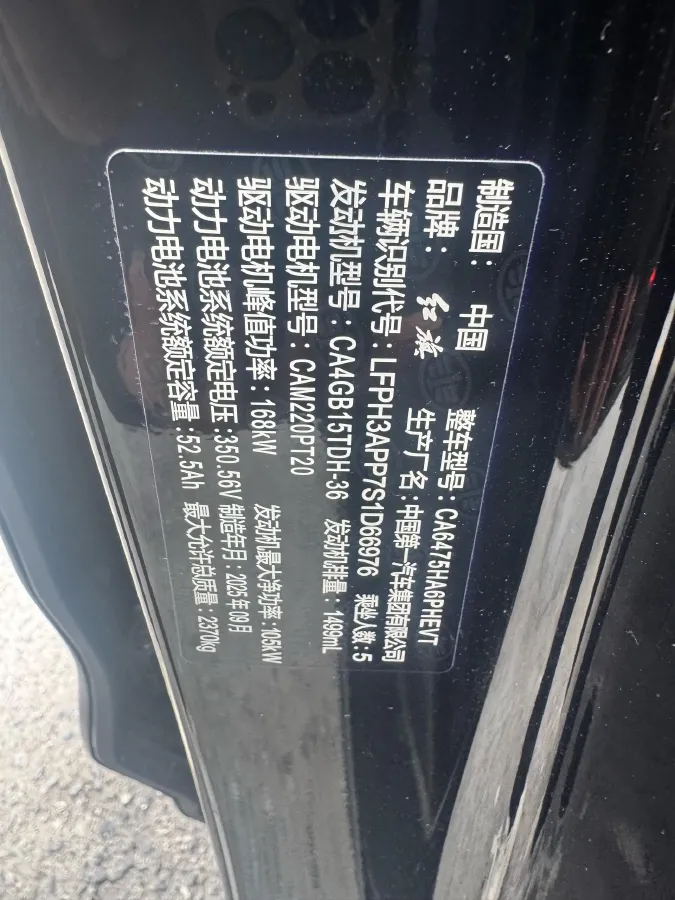 制造国： 中国 整车型号：CA6475HA6PHEVT
品牌： 红旗 生产厂名：中国第一汽车集团有限公司
车辆识别代号：LFPH3APP7S1D66976 乘坐人数：5
发动机型号：CA4GB15TDH-36 发动机排量：1499mL
驱动电机型号：CAM220PT20
驱动电机峰值功率：168kW 发动机最大净功率：105kW
动力电池系统额定电压：350.56V 制造年月：2025年09月
动力电池系统额定容量：52.5Ah 最大允许总质量：2370kg